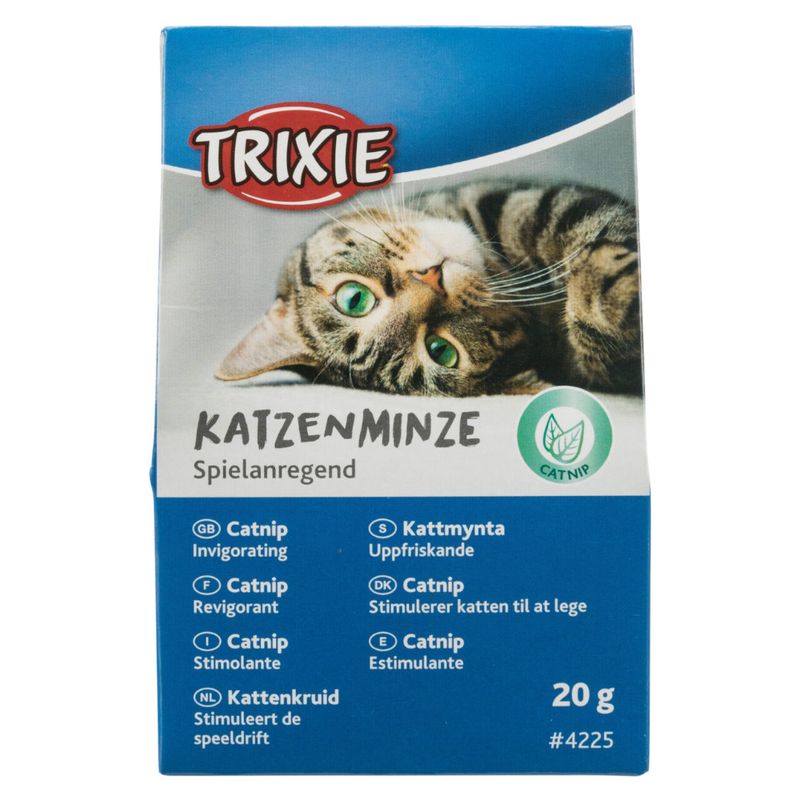 TRIXIE
KATZENMINZE
Spielanregend
CATNIP
GB Catnip
Invigorating
F Catnip
Revigorant
I Catnip
Stimolante
NL Kattenkruid
Stimuleert de
speeldrift
S Kattmynta
Uppfriskande
DK Catnip
Stimulerer katten til at lege
E Catnip
Estimulante
20 g
#4225